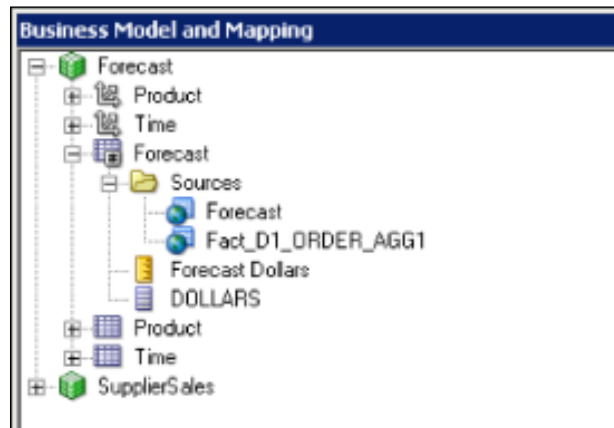 Business Model and Mapping
Forecast
Product
Time
Forecast
Sources
Forecast
Fact_D1_ORDER_AGG1
Forecast Dollars
DOLLARS
Product
Time
SupplierSales